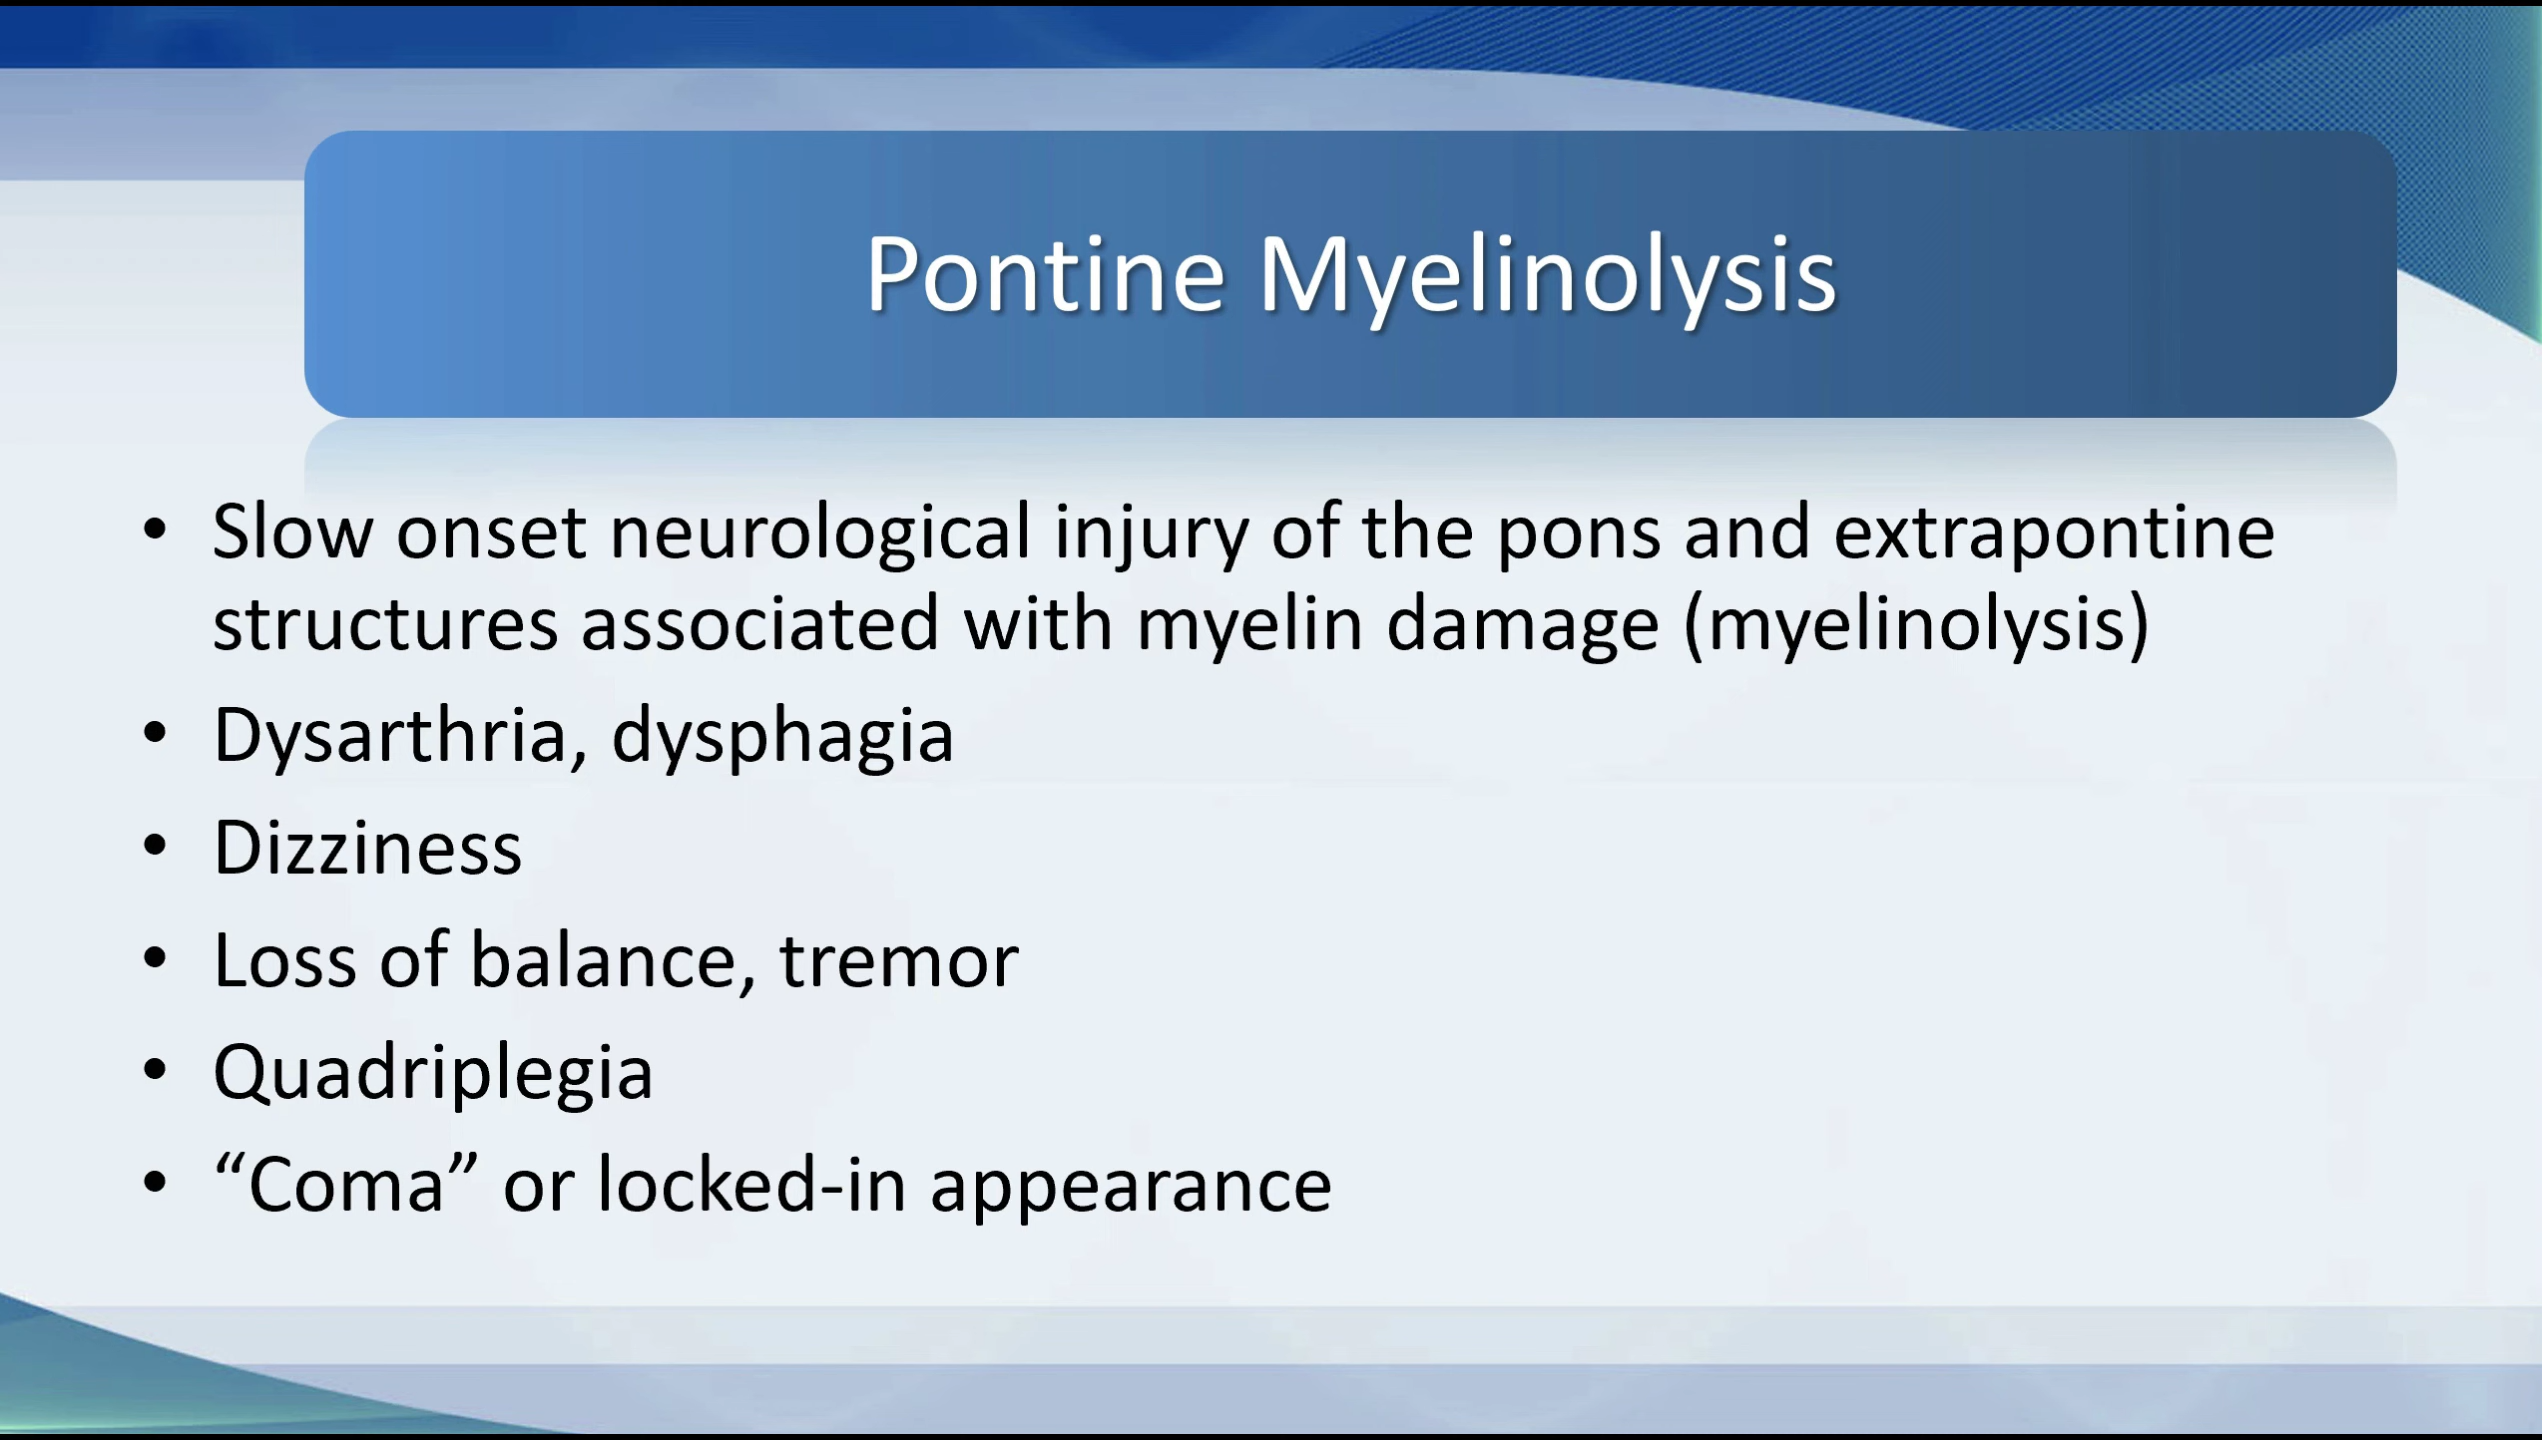 Pontine Myelinolysis
• Slow onset neurological injury of the pons and extrapontine
structures associated with myelin damage (myelinolysis)
• Dysarthria, dysphagia
• Dizziness
• Loss of balance, tremor
• Quadriplegia
• “Coma” or locked-in appearance